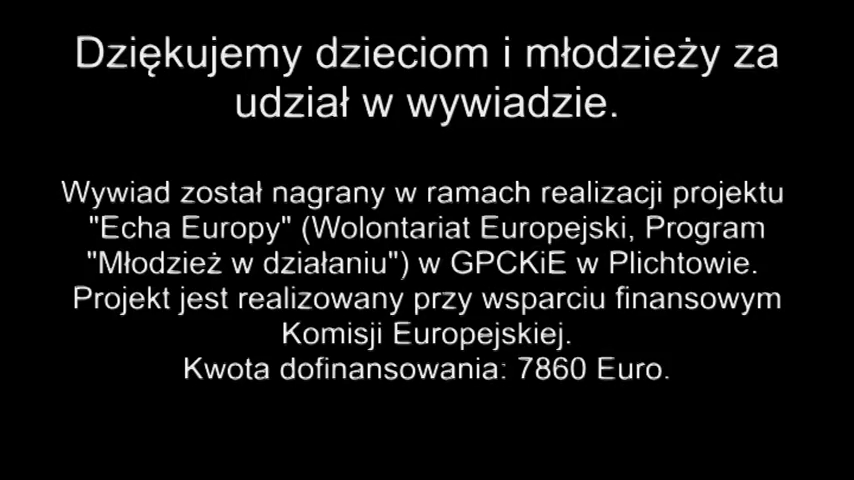 Dziękujemy dzieciom i młodzieży za
udział w wywiadzie.
Wywiad został nagrany w ramach realizacji projektu
"Echa Europy" (Wolontariat Europejski, Program
"Młodzież w działaniu") w GPCKiE w Plichtowie.
Projekt jest realizowany przy wsparciu finansowym
Komisji Europejskiej.
Kwota dofinansowania: 7860 Euro.